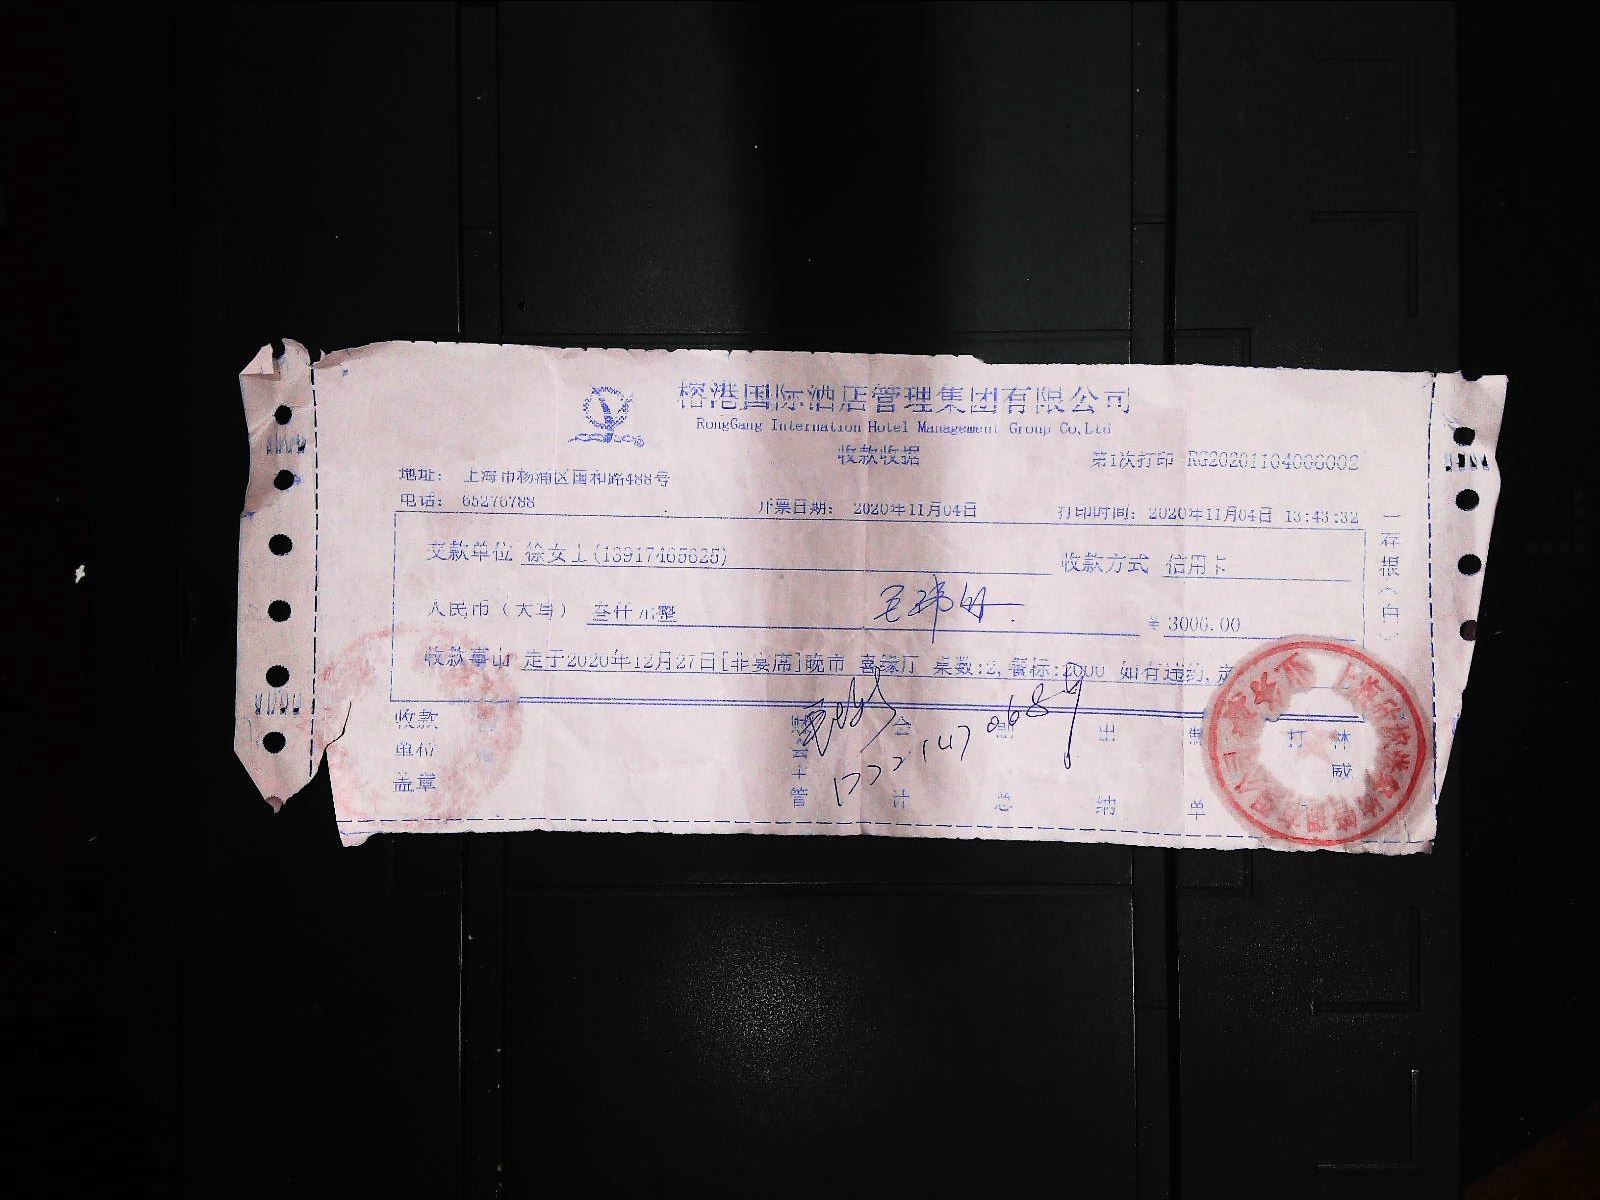 榕港国际酒店管理集团有限公司
RongGang Internation Hotel Management Group Co,Ltd
收款收据
第1次打印 RG20201104006002
地址： 上海市杨浦区国和路488号
电话： 65276788
开票日期： 2020年11月04日
打印时间： 2020年11月04日 13:43:32
交款单位 徐女士(13917465625)
收款方式 信用卡
人民币（大写） 叁仟元整
¥ 3000.00
收款事由 定于2020年12月27日[非宴席]晚市 喜缘厅 桌数:2,餐标:2000 如有违约,定
存根（白）
收款单位盖章
会计
副总
出纳
制单
打
林威